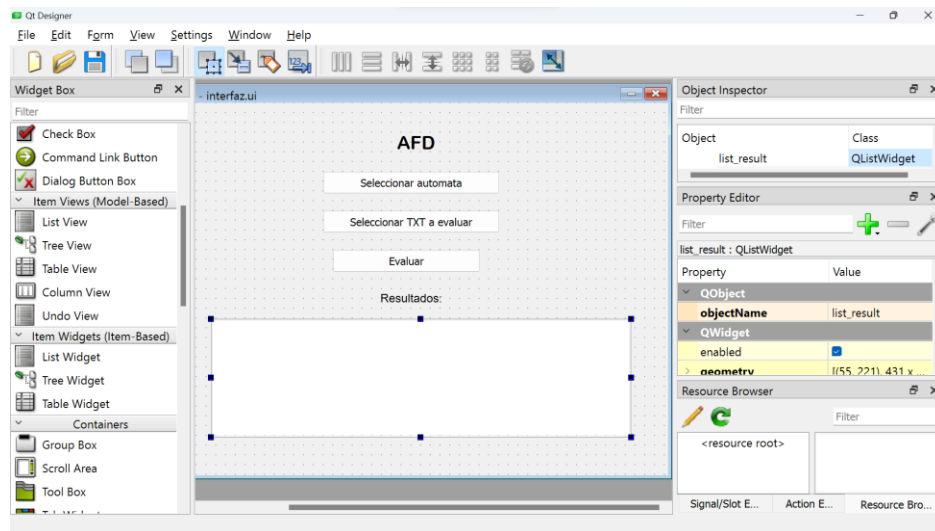 Qt Designer
File Edit Form View Settings Window Help
123
Widget Box
Filter
Check Box
Command Link Button
Dialog Button Box
Item Views (Model-Based)
List View
Tree View
Table View
Column View
Undo View
Item Widgets (Item-Based)
List Widget
Tree Widget
Table Widget
Containers
Group Box
Scroll Area
Tool Box
- interfaz.ui
AFD
Seleccionar automata
Seleccionar TXT a evaluar
Evaluar
Resultados:
Object Inspector
Filter
Object Class
list_result QListWidget
Property Editor
Filter
list_result : QListWidget
Property Value
QObject
objectName list_result
QWidget
enabled
geometry [(55, 221), 431 x ...
Resource Browser
Filter
<resource root>
Signal/Slot E... Action E... Resource Bro...